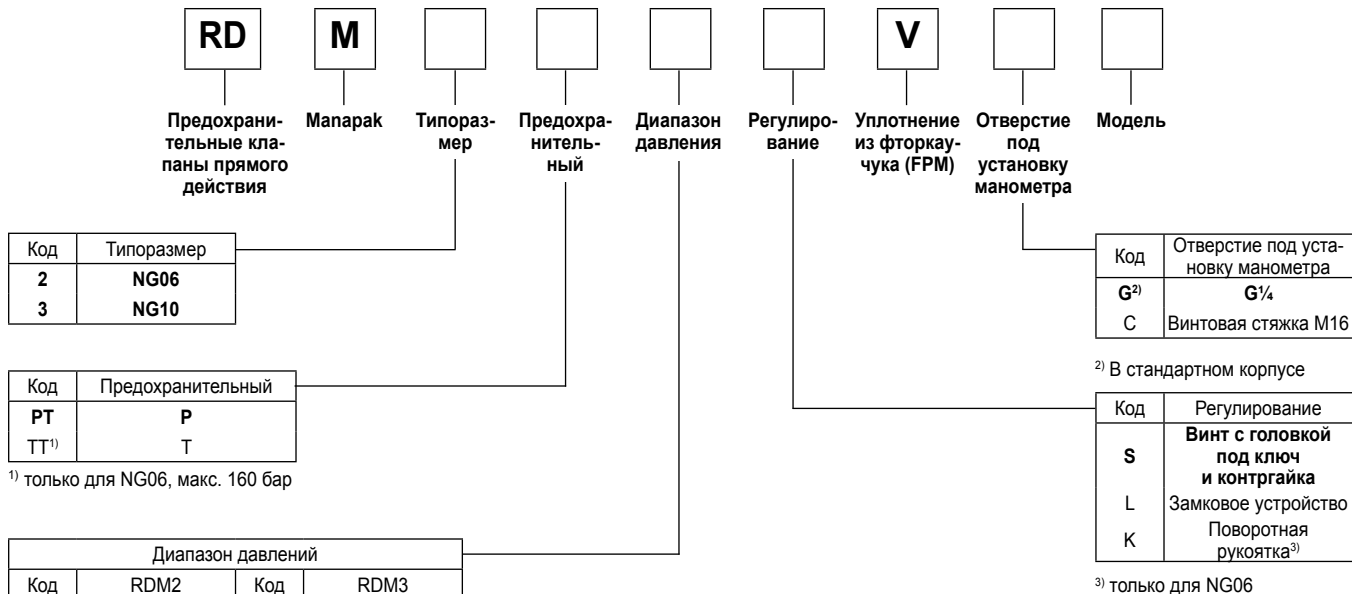 RD M V
Предохрани-
тельные кла-
паны прямого
действия
Manapak
Типораз-
мер
Предохра-
нитель-
ный
Диапазон
давления
Регулиро-
вание
Уплотнение
из фторкау-
чука (FPM)
Отверстие
под
установку
манометра
Модель
Код Типоразмер
2 NG06
3 NG10
Код Предохранительный
PT P
TT1) T
1) только для NG06, макс. 160 бар
Диапазон давлений
Код RDM2 Код RDM3
Код Отверстие под уста-
новку манометра
G2) G¼
C Винтовая стяжка М16
2) В стандартном корпусе
Код Регулирование
S Винт с головкой
под ключ
и контргайка
L Замковое устройство
K Поворотная
рукоятка3)
3) только для NG06